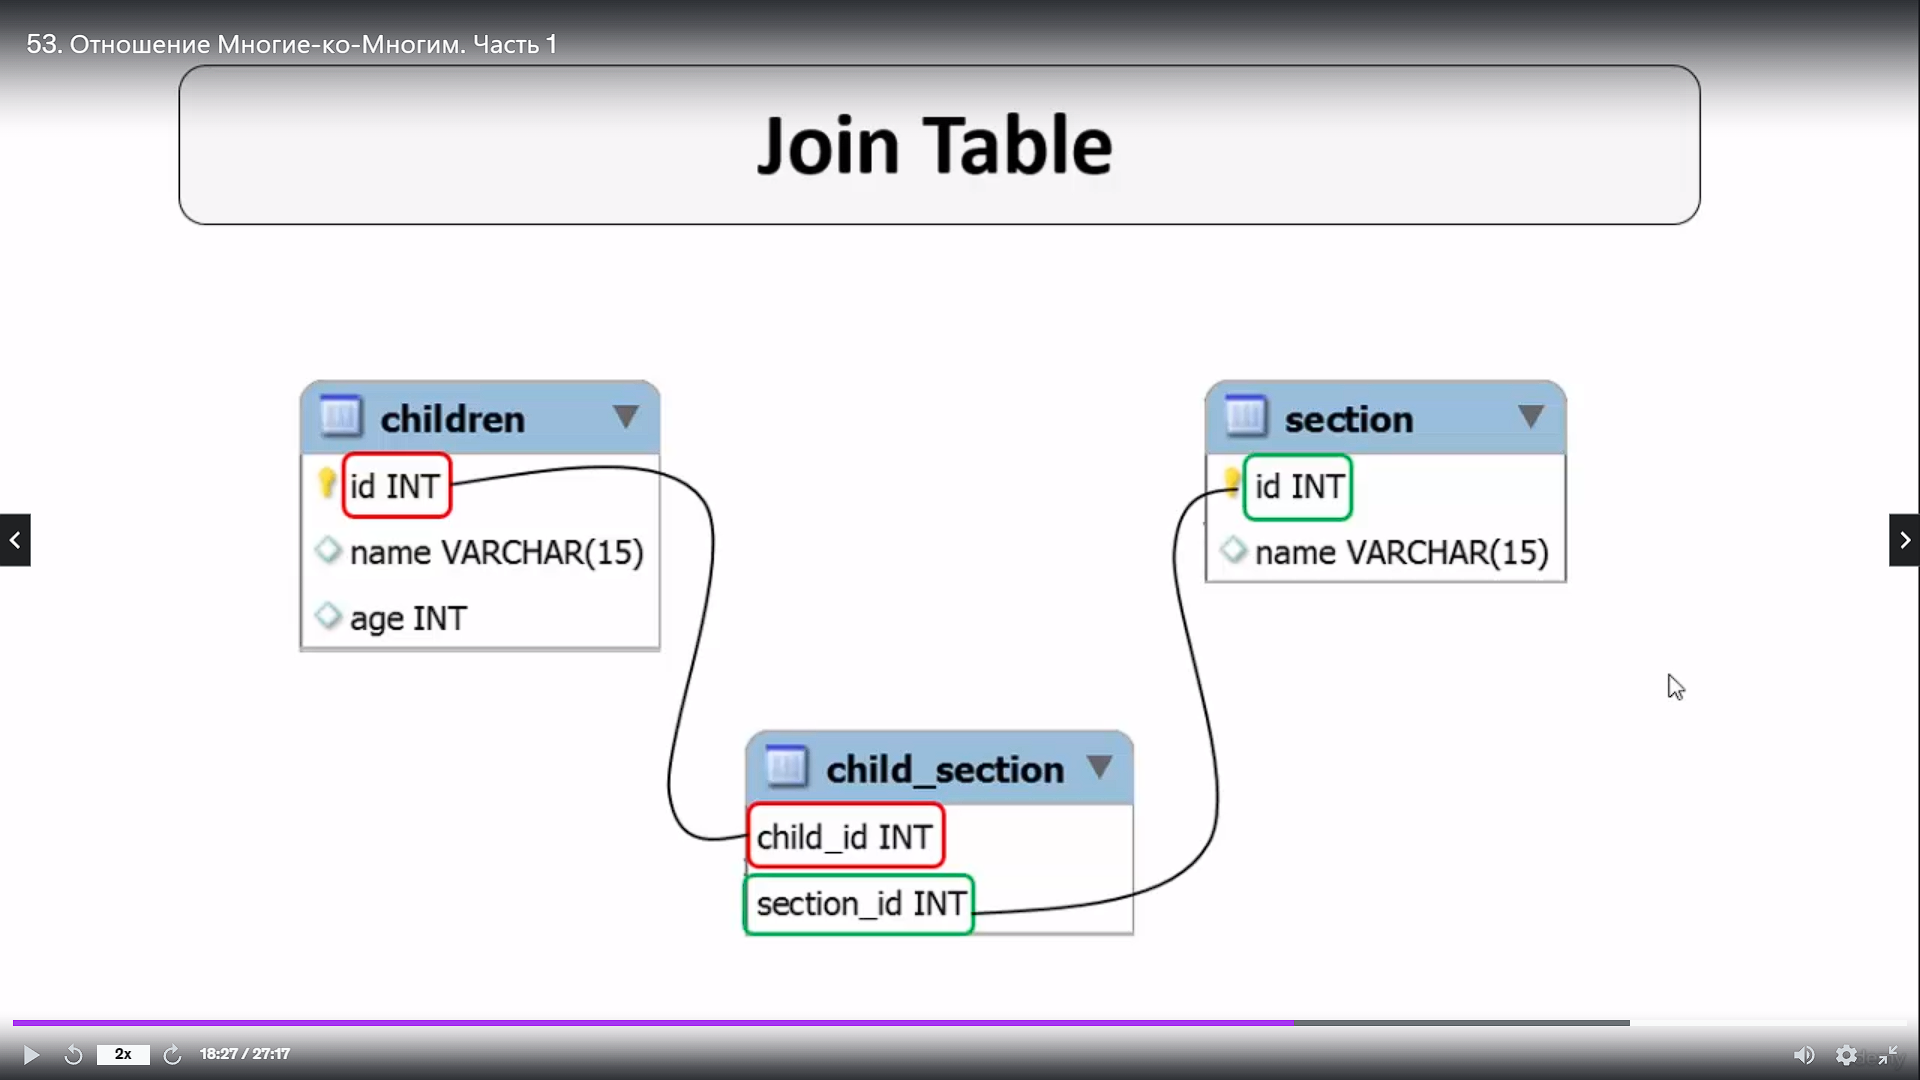 53. Отношение Многие-ко-Многим. Часть 1
Join Table
children
id INT
name VARCHAR(15)
age INT
section
id INT
name VARCHAR(15)
child_section
child_id INT
section_id INT
2x
18:27 / 27:17